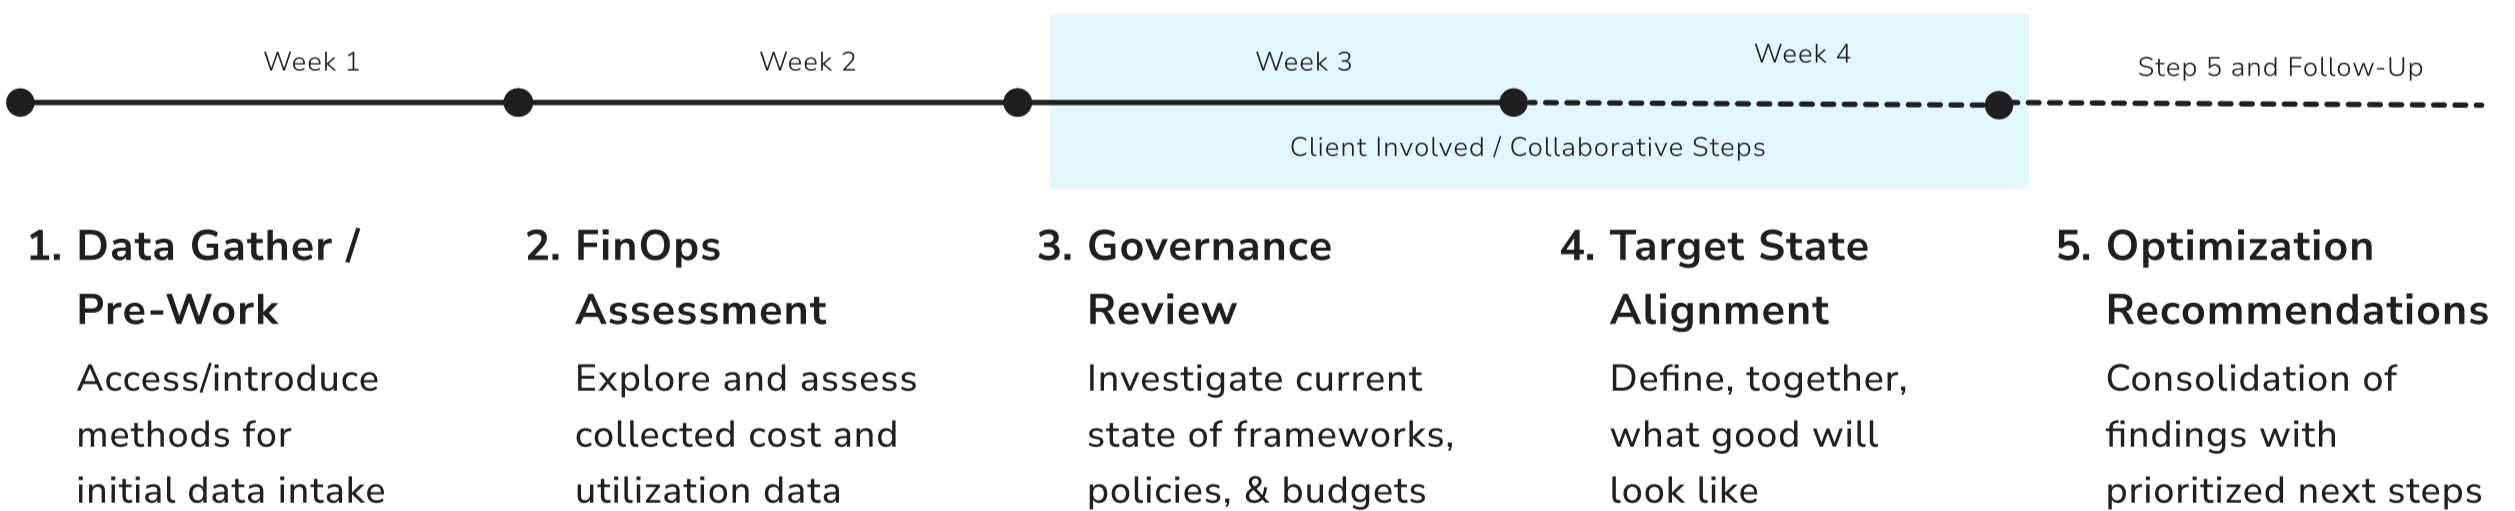 Week 1
Week 2
Week 3
Week 4
Step 5 and Follow-Up
Client Involved / Collaborative Steps
1. Data Gather /
Pre-Work
Access/introduce
methods for
initial data intake
2. FinOps
Assessment
Explore and assess
collected cost and
utilization data
3. Governance
Review
Investigate current
state of frameworks,
policies, & budgets
4. Target State
Alignment
Define, together,
what good will
look like
5. Optimization
Recommendations
Consolidation of
findings with
prioritized next steps